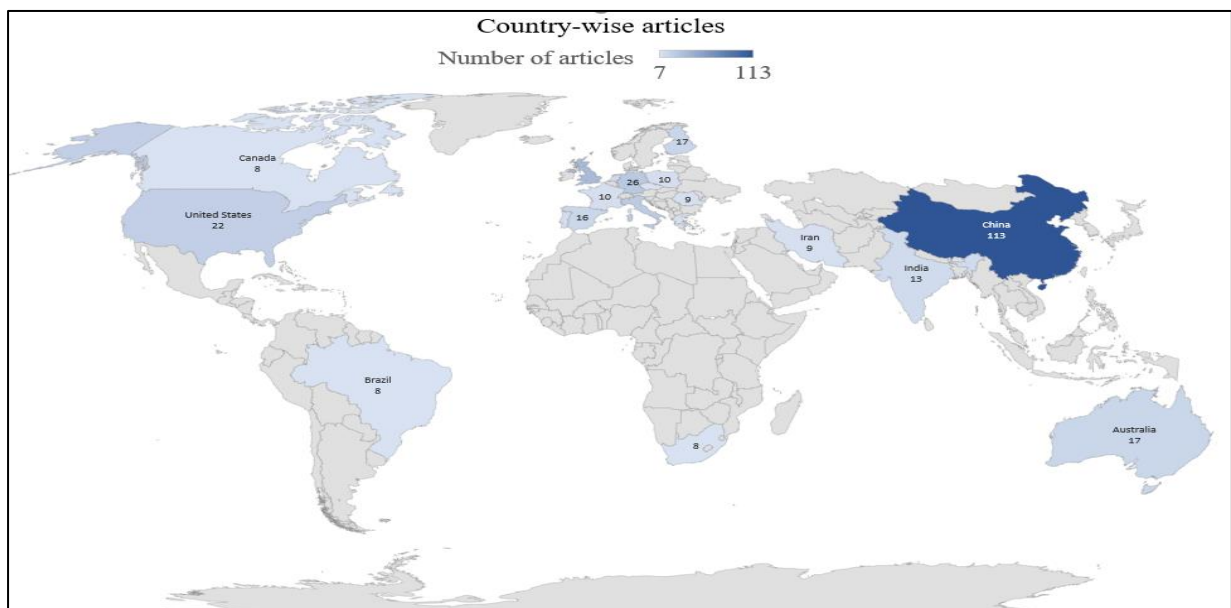 Country-wise articles
Number of articles
7 113
17
Canada
8
26
10
10
9
United States
22
16
China
113
Iran
9
India
13
Brazil
8
Australia
17
8